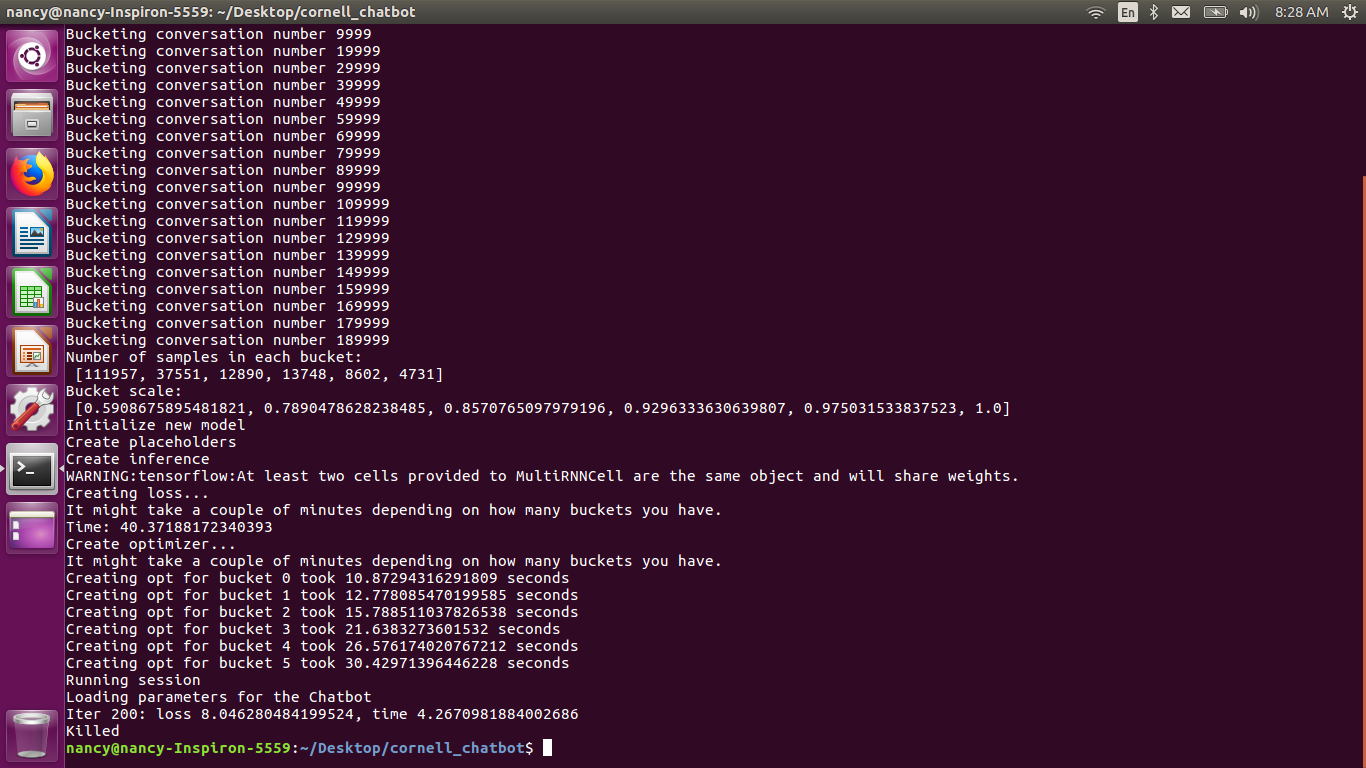 nancy@nancy-Inspiron-5559: ~/Desktop/cornell_chatbot
En
8:28 AM
Bucketing conversation number 9999
Bucketing conversation number 19999
Bucketing conversation number 29999
Bucketing conversation number 39999
Bucketing conversation number 49999
Bucketing conversation number 59999
Bucketing conversation number 69999
Bucketing conversation number 79999
Bucketing conversation number 89999
Bucketing conversation number 99999
Bucketing conversation number 109999
Bucketing conversation number 119999
Bucketing conversation number 129999
Bucketing conversation number 139999
Bucketing conversation number 149999
Bucketing conversation number 159999
Bucketing conversation number 169999
Bucketing conversation number 179999
Bucketing conversation number 189999
Number of samples in each bucket:
 [111957, 37551, 12890, 13748, 8602, 4731]
Bucket scale:
 [0.5908675895481821, 0.7890478628238485, 0.8570765097979196, 0.9296333630639807, 0.975031533837523, 1.0]
Initialize new model
Create placeholders
Create inference
WARNING:tensorflow:At least two cells provided to MultiRNNCell are the same object and will share weights.
Creating loss...
It might take a couple of minutes depending on how many buckets you have.
Time: 40.37188172340393
Create optimizer...
It might take a couple of minutes depending on how many buckets you have.
Creating opt for bucket 0 took 10.87294316291809 seconds
Creating opt for bucket 1 took 12.778085470199585 seconds
Creating opt for bucket 2 took 15.788511037826538 seconds
Creating opt for bucket 3 took 21.6383273601532 seconds
Creating opt for bucket 4 took 26.576174020767212 seconds
Creating opt for bucket 5 took 30.42971396446228 seconds
Running session
Loading parameters for the Chatbot
Iter 200: loss 8.046280484199524, time 4.2670981884002686
Killed
nancy@nancy-Inspiron-5559:~/Desktop/cornell_chatbot$